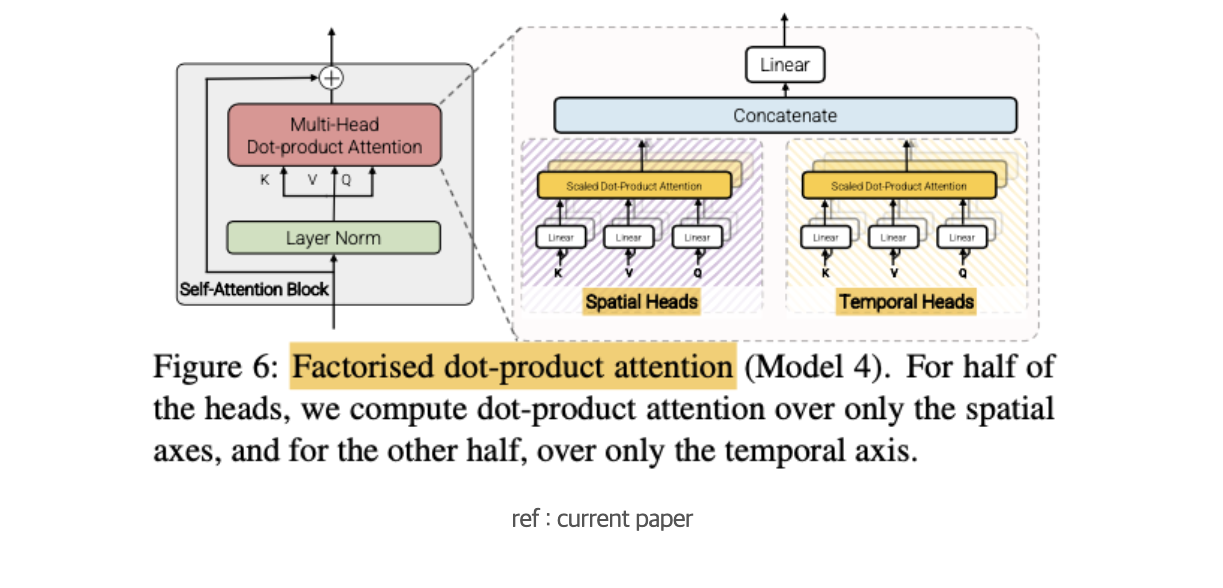 Multi-Head
Dot-product Attention
K V Q
Layer Norm
Self-Attention Block
Linear
Concatenate
Scaled Dot-Product Attention
Linear Linear Linear
K V Q
Spatial Heads
Scaled Dot-Product Attention
Linear Linear Linear
K V Q
Temporal Heads
Figure 6: Factorised dot-product attention (Model 4). For half of
the heads, we compute dot-product attention over only the spatial
axes, and for the other half, over only the temporal axis.
ref : current paper